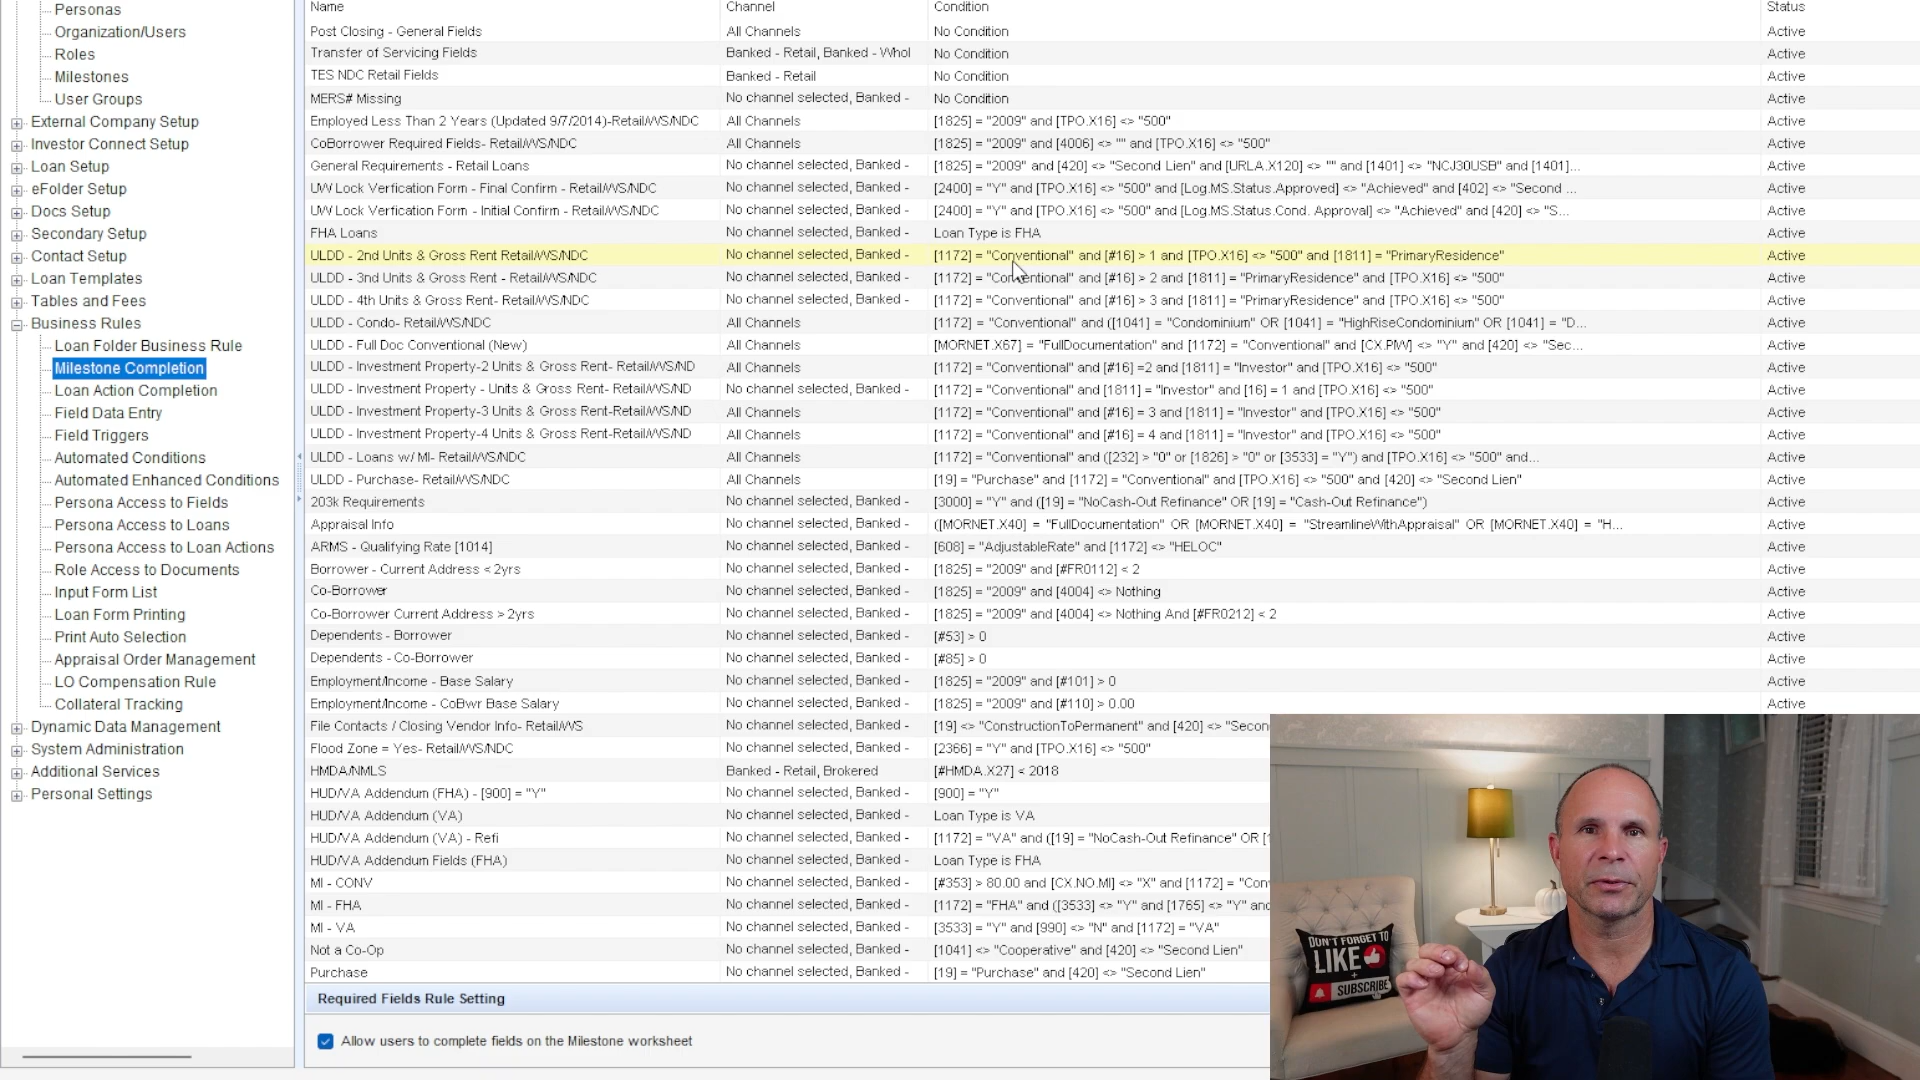 Personas
Organization/Users
Roles
Milestones
User Groups
External Company Setup
Investor Connect Setup
Loan Setup
eFolder Setup
Docs Setup
Secondary Setup
Contact Setup
Loan Templates
Tables and Fees
Business Rules
Loan Folder Business Rule
Milestone Completion
Loan Action Completion
Field Data Entry
Field Triggers
Automated Conditions
Automated Enhanced Conditions
Persona Access to Fields
Persona Access to Loans
Persona Access to Loan Actions
Role Access to Documents
Input Form List
Loan Form Printing
Print Auto Selection
Appraisal Order Management
LO Compensation Rule
Collateral Tracking
Dynamic Data Management
System Administration
Additional Services
Personal Settings
Name Channel Condition Status
Post Closing - General Fields All Channels No Condition Active
Transfer of Servicing Fields Banked - Retail, Banked - Whol No Condition Active
TES NDC Retail Fields Banked - Retail No Condition Active
MERS# Missing No channel selected, Banked - No Condition Active
Employed Less Than 2 Years (Updated 9/7/2014)-Retail/WS/NDC All Channels [1825] = "2009" and [TPO.X16] <> "500" Active
CoBorrower Required Fields- Retail/WS/NDC All Channels [1825] = "2009" and [4006] <> "" and [TPO.X16] <> "500" Active
General Requirements - Retail Loans No channel selected, Banked - [1825] = "2009" and [420] <> "Second Lien" and [URLA.X120] <> "" and [1401] <> "NCJ30USB" and [1401]... Active
UW Lock Verfication Form - Final Confirm - Retail/WS/NDC No channel selected, Banked - [2400] = "Y" and [TPO.X16] <> "500" and [Log.MS.Status.Approved] <> "Achieved" and [402] <> "Second ... Active
UW Lock Verfication Form - Initial Confirm - Retail/WS/NDC No channel selected, Banked - [2400] = "Y" and [TPO.X16] <> "500" and [Log.MS.Status.Cond. Approval] <> "Achieved" and [420] <> "S... Active
FHA Loans No channel selected, Banked - Loan Type is FHA Active
ULDD - 2nd Units & Gross Rent Retail/WS/NDC No channel selected, Banked - [1172] = "Conventional" and [#16] > 1 and [TPO.X16] <> "500" and [1811] = "PrimaryResidence" Active
ULDD - 3nd Units & Gross Rent - Retail/WS/NDC No channel selected, Banked - [1172] = "Conventional" and [#16] > 2 and [1811] = "PrimaryResidence" and [TPO.X16] <> "500" Active
ULDD - 4th Units & Gross Rent- Retail/WS/NDC No channel selected, Banked - [1172] = "Conventional" and [#16] > 3 and [1811] = "PrimaryResidence" and [TPO.X16] <> "500" Active
ULDD - Condo- Retail/WS/NDC All Channels [1172] = "Conventional" and ([1041] = "Condominium" OR [1041] = "HighRiseCondominium" OR [1041] = "D... Active
ULDD - Full Doc Conventional (New) All Channels [MORNET.X67] = "FullDocumentation" and [1172] = "Conventional" and [CX.PIW] <> "Y" and [420] <> "Sec... Active
ULDD - Investment Property-2 Units & Gross Rent- Retail/WS/ND All Channels [1172] = "Conventional" and [#16] =2 and [1811] = "Investor" and [TPO.X16] <> "500" Active
ULDD - Investment Property - Units & Gross Rent- Retail/WS/ND No channel selected, Banked - [1172] = "Conventional" and [1811] = "Investor" and [16] = 1 and [TPO.X16] <> "500" Active
ULDD - Investment Property-3 Units & Gross Rent-Retail/WS/ND All Channels [1172] = "Conventional" and [#16] = 3 and [1811] = "Investor" and [TPO.X16] <> "500" Active
ULDD - Investment Property-4 Units & Gross Rent-Retail/WS/ND All Channels [1172] = "Conventional" and [#16] = 4 and [1811] = "Investor" and [TPO.X16] <> "500" Active
ULDD - Loans w/ MI- Retail/WS/NDC All Channels [1172] = "Conventional" and ([232] > "0" or [1826] > "0" or [3533] = "Y") and [TPO.X16] <> "500" and... Active
ULDD - Purchase- Retail/WS/NDC All Channels [19] = "Purchase" and [1172] = "Conventional" and [TPO.X16] <> "500" and [420] <> "Second Lien" Active
203k Requirements No channel selected, Banked - [3000] = "Y" and ([19] = "NoCash-Out Refinance" OR [19] = "Cash-Out Refinance") Active
Appraisal Info No channel selected, Banked - ([MORNET.X40] = "FullDocumentation" OR [MORNET.X40] = "StreamlineWithAppraisal" OR [MORNET.X40] = "H... Active
ARMS - Qualifying Rate [1014] No channel selected, Banked - [608] = "AdjustableRate" and [1172] <> "HELOC" Active
Borrower - Current Address < 2yrs No channel selected, Banked - [1825] = "2009" and [#FR0112] < 2 Active
Co-Borrower No channel selected, Banked - [1825] = "2009" and [4004] <> Nothing Active
Co-Borrower Current Address > 2yrs No channel selected, Banked - [1825] = "2009" and [4004] <> Nothing And [#FR0212] < 2 Active
Dependents - Borrower No channel selected, Banked - [#53] > 0 Active
Dependents - Co-Borrower No channel selected, Banked - [#85] > 0 Active
Employment/Income - Base Salary No channel selected, Banked - [1825] = "2009" and [#101] > 0 Active
Employment/Income - CoBwr Base Salary No channel selected, Banked - [1825] = "2009" and [#110] > 0.00 Active
File Contacts / Closing Vendor Info- Retail/WS No channel selected, Banked - [19] <> "ConstructionToPermanent" and [420] <> "Secon
Flood Zone = Yes- Retail/WS/NDC No channel selected, Banked - [2366] = "Y" and [TPO.X16] <> "500"
HMDA/NMLS Banked - Retail, Brokered [#HMDA.X27] < 2018
HUD/VA Addendum (FHA) - [900] = "Y" No channel selected, Banked - [900] = "Y"
HUD/VA Addendum (VA) No channel selected, Banked - Loan Type is VA
HUD/VA Addendum (VA) - Refi No channel selected, Banked - [1172] = "VA" and ([19] = "NoCash-Out Refinance" OR [1
HUD/VA Addendum Fields (FHA) No channel selected, Banked - Loan Type is FHA
MI - CONV No channel selected, Banked - [#353] > 80.00 and [CX.NO.MI] <> "X" and [1172] = "Con
MI - FHA No channel selected, Banked - [1172] = "FHA" and ([3533] <> "Y" and [1765] <> "Y" and
MI - VA No channel selected, Banked - [3533] = "Y" and [990] <> "N" and [1172] = "VA"
Not a Co-Op No channel selected, Banked - [1041] <> "Cooperative" and [420] <> "Second Lien"
Purchase No channel selected, Banked - [19] = "Purchase" and [420] <> "Second Lien"
Required Fields Rule Setting
Allow users to complete fields on the Milestone worksheet
DON'T FORGET TO
LIKE
+
SUBSCRIBE